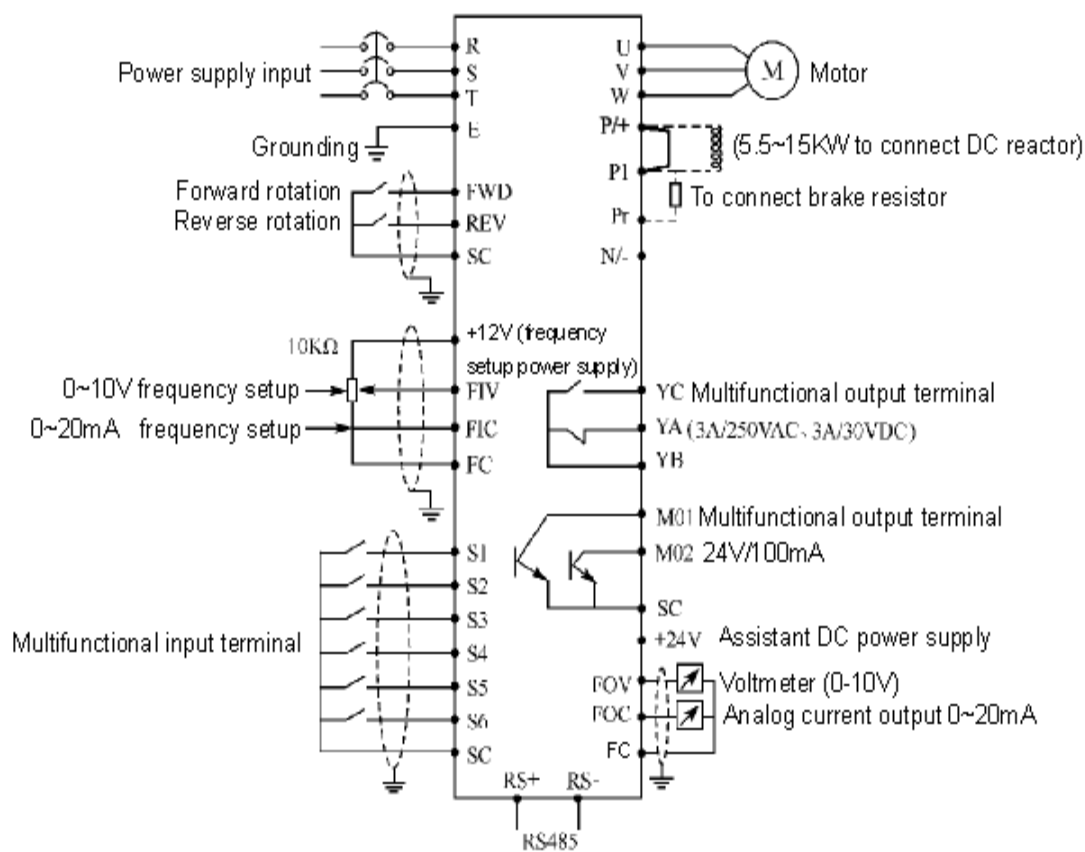 R
U
S
V
Power supply input
M
Motor
T
W
E
P/+
Grounding
(5.5~15KW to connect DC reactor)
P1
Forward rotation
FWD
To connect brake resistor
Reverse rotation
REV
Pr
SC
N/-
+12V (frequency
10KΩ
setup power supply)
0~10V frequency setup
FIV
YC Multifunctional output terminal
0~20mA frequency setup
FIC
YA (3A/250VAC、3A/30VDC)
FC
YB
M01 Multifunctional output terminal
S1
M02 24V/100mA
S2
SC
S3
+24V Assistant DC power supply
Multifunctional input terminal
S4
FOV
Voltmeter (0-10V)
S5
FOC
Analog current output 0~20mA
S6
FC
SC
RS+ RS-
RS485